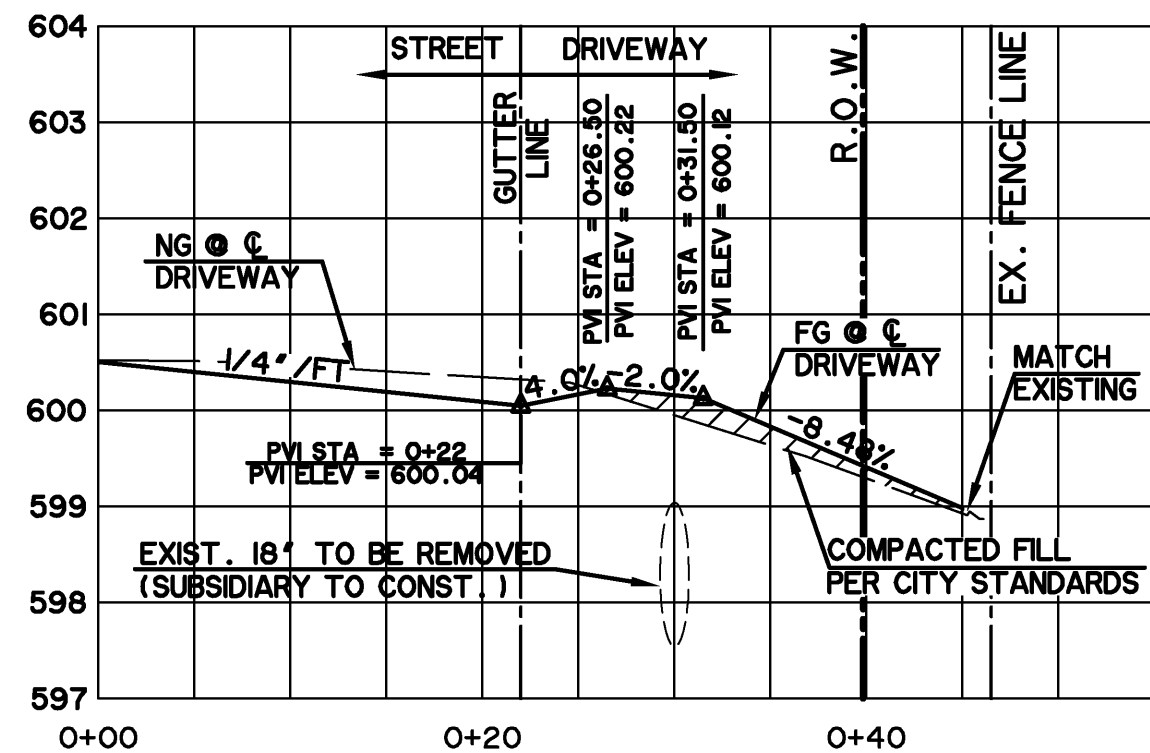 604
603
602
601
600
599
598
597
STREET DRIVEWAY
GUTTER
LINE
PVI STA = 0+26.50
PVI ELEV = 600.22
PVI STA = 0+31.50
PVI ELEV = 600.12
R.O.W.
EX. FENCE LINE
NG @ ℄
DRIVEWAY
1/4"/FT
4.0%
-2.0%
-8.48%
FG @ ℄
DRIVEWAY
MATCH
EXISTING
PVI STA = 0+22
PVI ELEV = 600.04
EXIST. 18" TO BE REMOVED
(SUBSIDIARY TO CONST.)
COMPACTED FILL
PER CITY STANDARDS
0+00
0+20
0+40